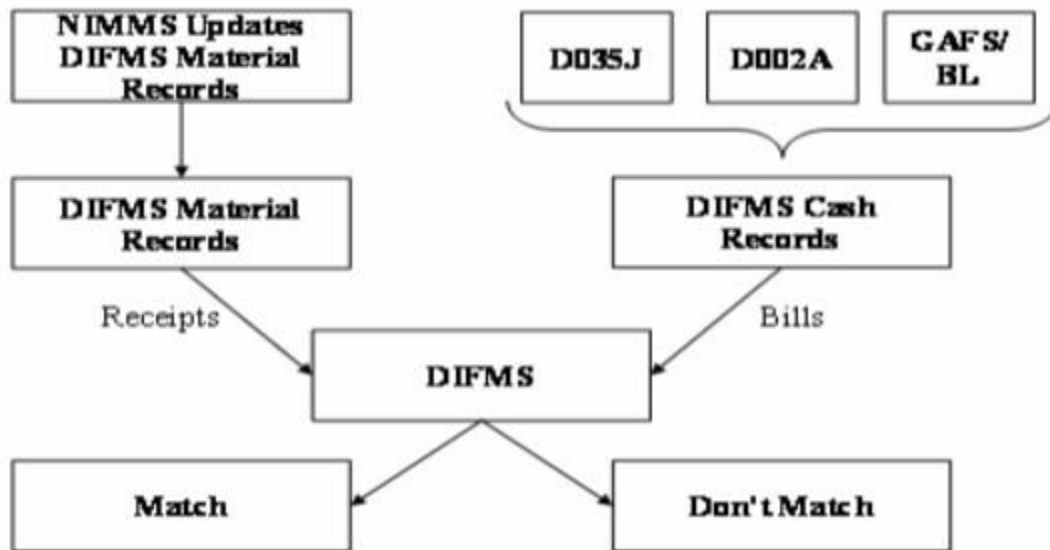 NIMMS Updates
DIFMS Material
Records
D035J
D002A
GAFS/
BL
DIFMS Material
Records
DIFMS Cash
Records
Receipts
Bills
DIFMS
Match
Don't Match